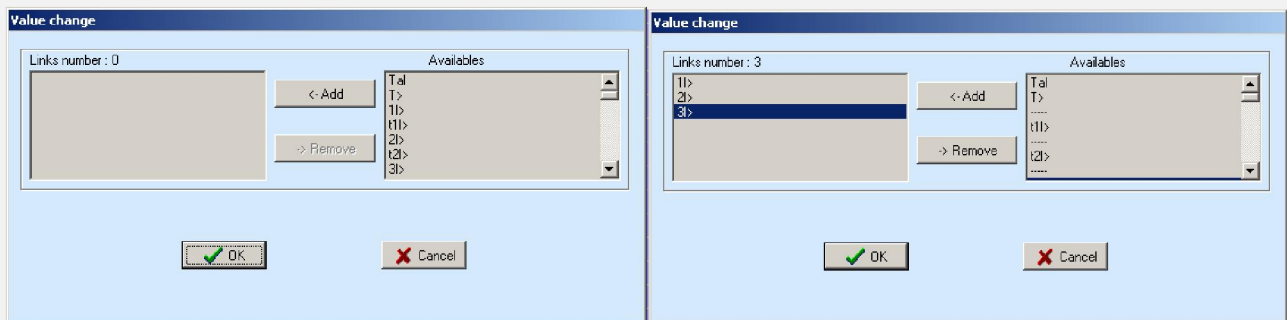 Value change
Links number : 0
Availables
<- Add
-> Remove
Tal
T>
1I>
t1I>
2I>
t2I>
3I>
OK
Cancel
Value change
Links number : 3
Availables
1I>
2I>
3I>
<- Add
-> Remove
Tal
T>
-----
t1I>
-----
t2I>
-----
OK
Cancel